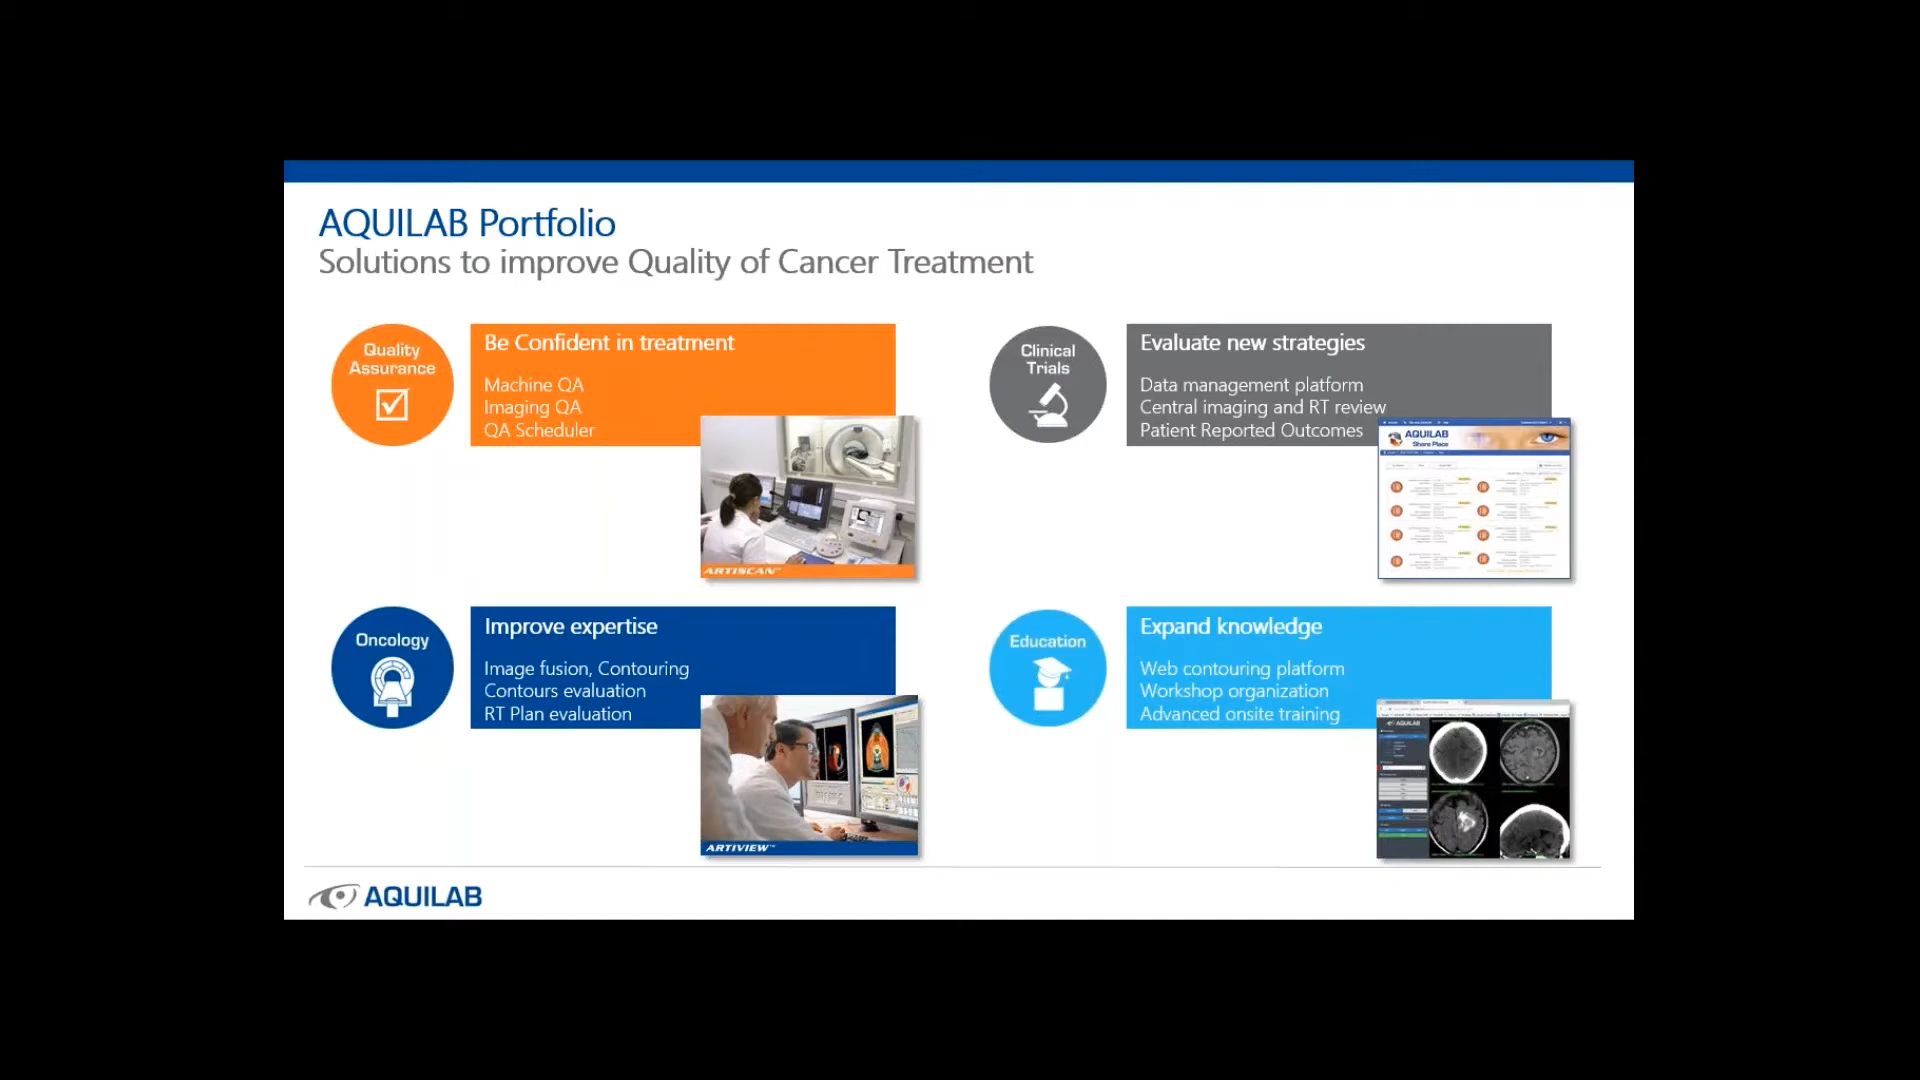 AQUILAB Portfolio
Solutions to improve Quality of Cancer Treatment
Quality
Assurance
Be Confident in treatment
Machine QA
Imaging QA
QA Scheduler
ARTISCAN™
Clinical
Trials
Evaluate new strategies
Data management platform
Central imaging and RT review
Patient Reported Outcomes
AQUILAB
Share Place
Oncology
Improve expertise
Image fusion, Contouring
Contours evaluation
RT Plan evaluation
ARTIVIEW™
Education
Expand knowledge
Web contouring platform
Workshop organization
Advanced onsite training
AQUILAB
AQUILAB